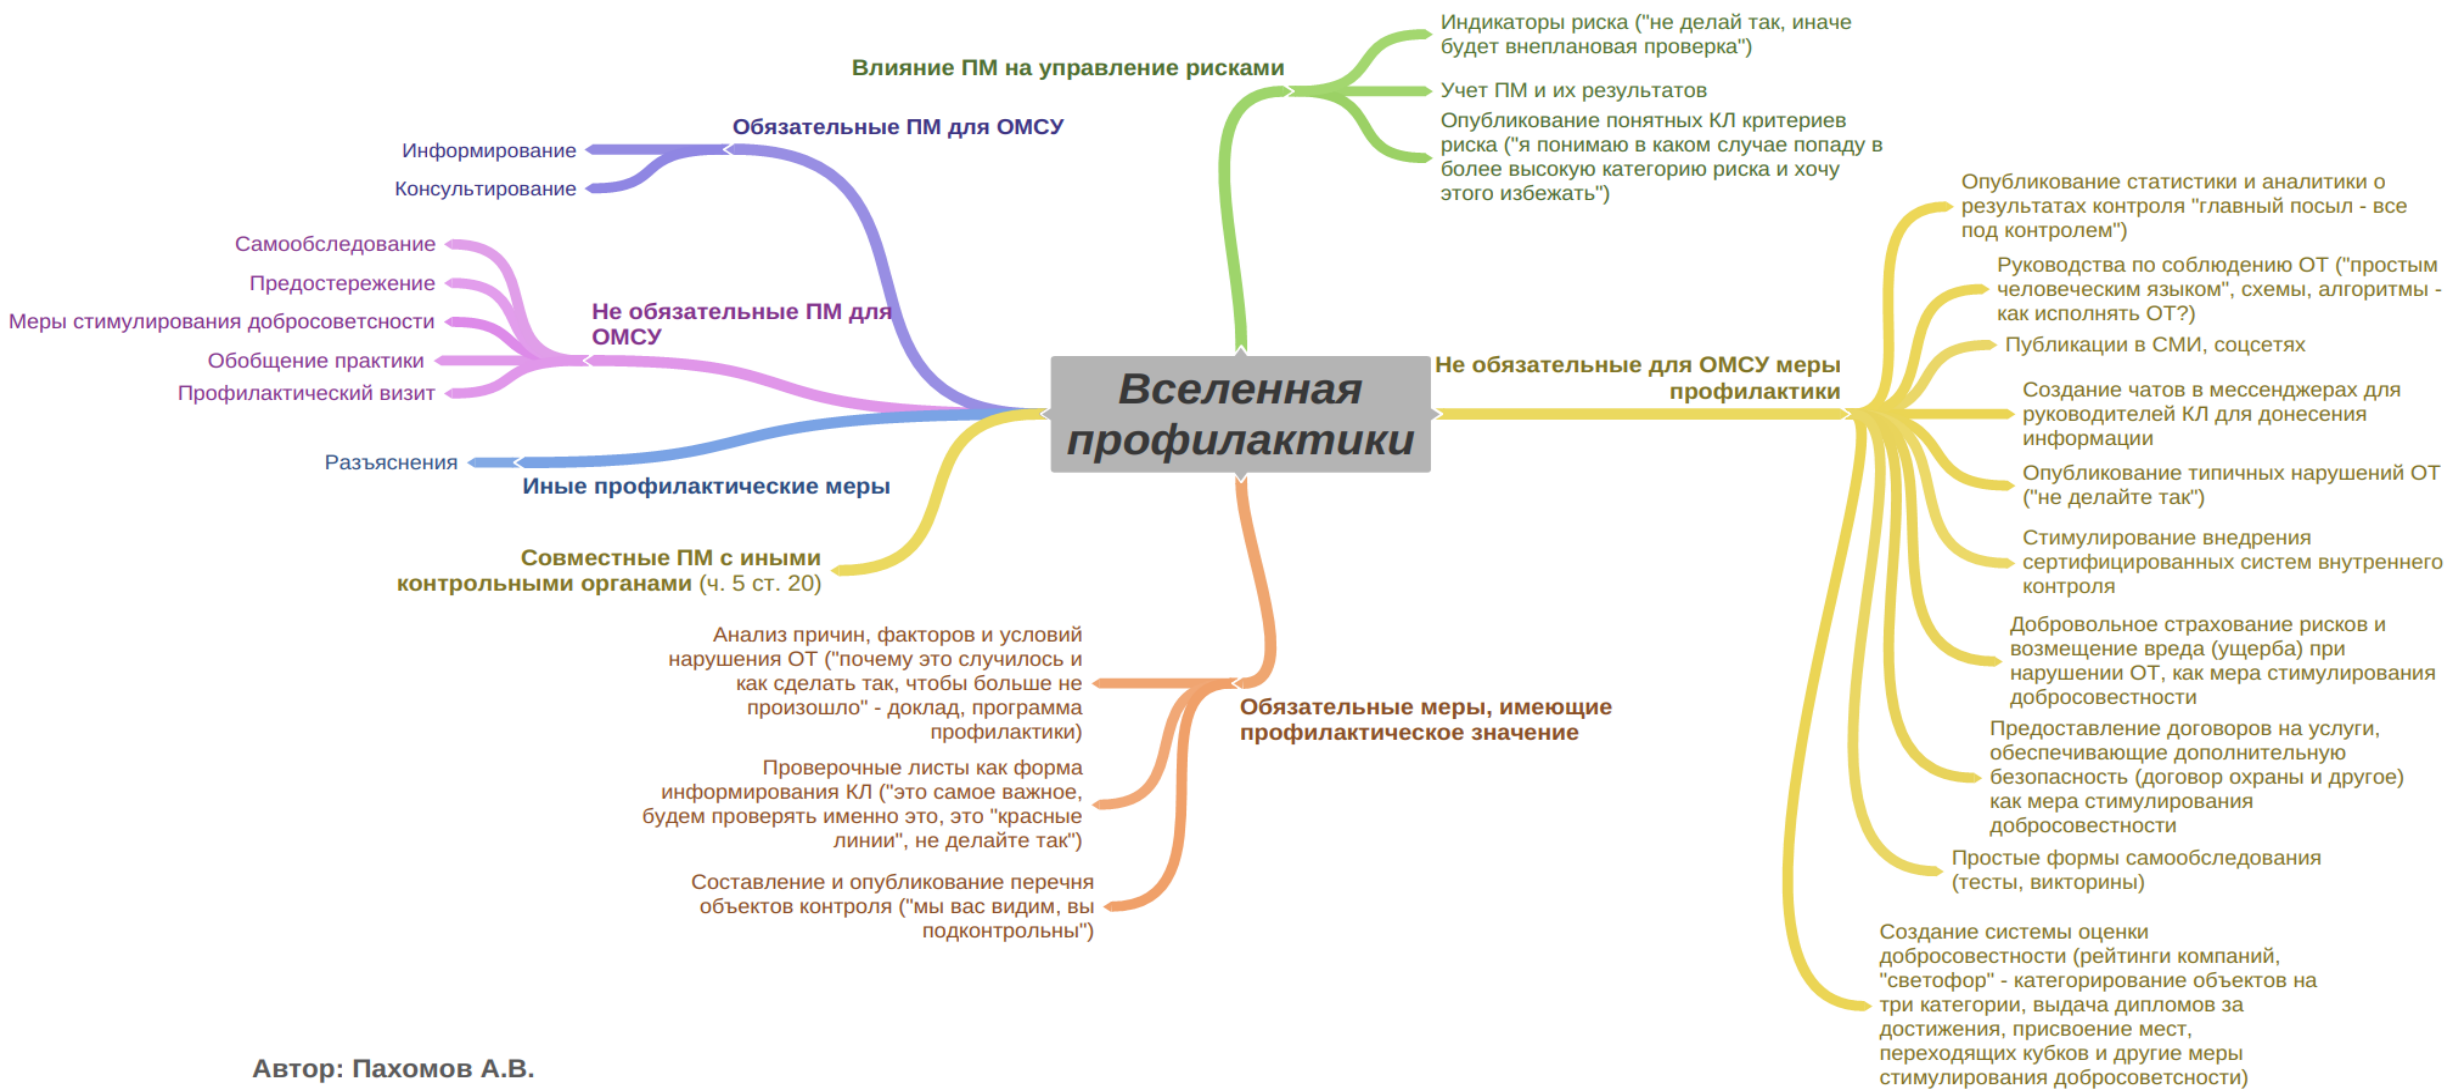 Индикаторы риска ("не делай так, иначе
будет внеплановая проверка")
Влияние ПМ на управление рисками
Учет ПМ и их результатов
Опубликование понятных КЛ критериев
риска ("я понимаю в каком случае попаду в
более высокую категорию риска и хочу
этого избежать")
Обязательные ПМ для ОМСУ
Информирование
Консультирование
Не обязательные ПМ для
ОМСУ
Самообследование
Предостережение
Меры стимулирования добросоветсности
Обобщение практики
Профилактический визит
Вселенная
профилактики
Разъяснения
Иные профилактические меры
Совместные ПМ с иными
контрольными органами (ч. 5 ст. 20)
Не обязательные для ОМСУ меры
профилактики
Опубликование статистики и аналитики о
результатах контроля "главный посыл - все
под контролем")
Руководства по соблюдению ОТ ("простым
человеческим языком", схемы, алгоритмы -
как исполнять ОТ?)
Публикации в СМИ, соцсетях
Создание чатов в мессенджерах для
руководителей КЛ для донесения
информации
Опубликование типичных нарушений ОТ
("не делайте так")
Стимулирование внедрения
сертифицированных систем внутреннего
контроля
Добровольное страхование рисков и
возмещение вреда (ущерба) при
нарушении ОТ, как мера стимулирования
добросовестности
Предоставление договоров на услуги,
обеспечивающие дополнительную
безопасность (договор охраны и другое)
как мера стимулирования
добросовестности
Простые формы самообследования
(тесты, викторины)
Создание системы оценки
добросовестности (рейтинги компаний,
"светофор" - категорирование объектов на
три категории, выдача дипломов за
достижения, присвоение мест,
переходящих кубков и другие меры
стимулирования добросоветсности)
Обязательные меры, имеющие
профилактическое значение
Анализ причин, факторов и условий
нарушения ОТ ("почему это случилось и
как сделать так, чтобы больше не
произошло" - доклад, программа
профилактики)
Проверочные листы как форма
информирования КЛ ("это самое важное,
будем проверять именно это, это "красные
линии", не делайте так")
Составление и опубликование перечня
объектов контроля ("мы вас видим, вы
подконтрольны")
Автор: Пахомов А.В.